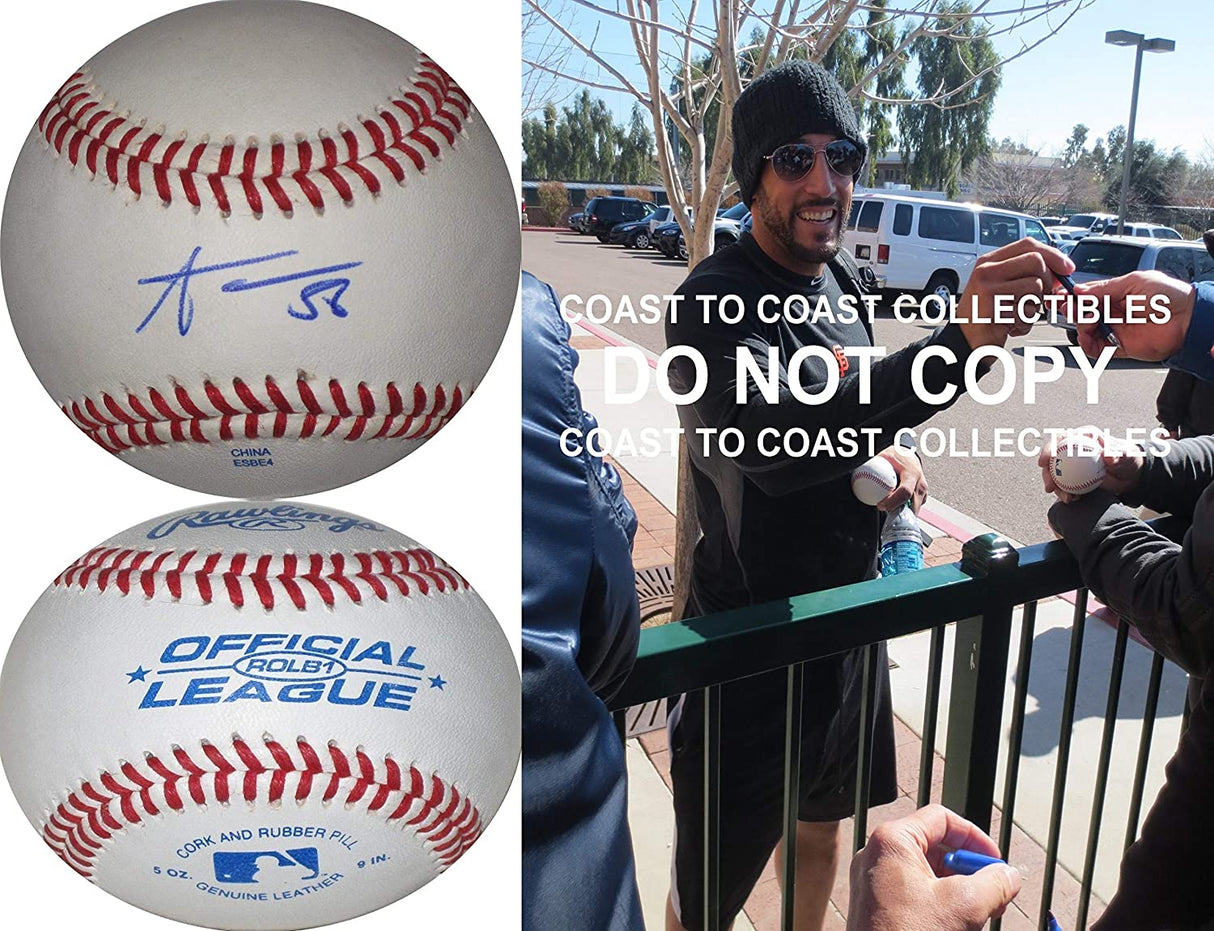 58
CHINA
ESBE4
Rawlings
OFFICIAL
ROLB1
LEAGUE
CORK AND RUBBER PILL
5 OZ. 9 IN.
GENUINE LEATHER
COAST TO COAST COLLECTIBLES
DO NOT COPY
COAST TO COAST COLLECTIBLES